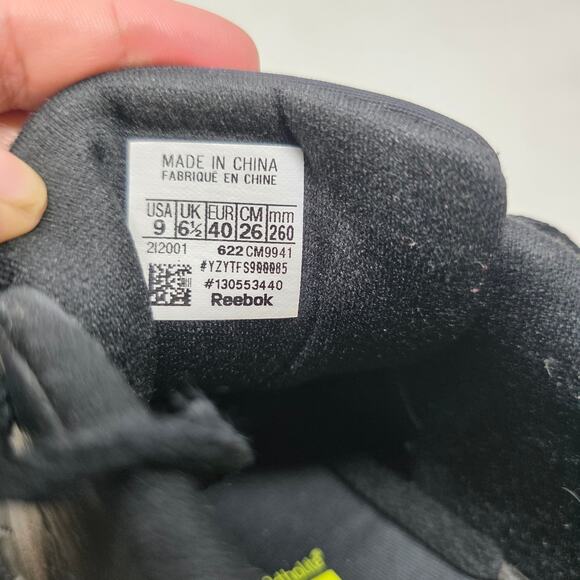 MADE IN CHINA
FABRIQUÉ EN CHINE
USA UK EUR CM mm
9 6½ 40 26 260
212001 622 CM9941
#YZYTFS900085
#130553440
Reebok